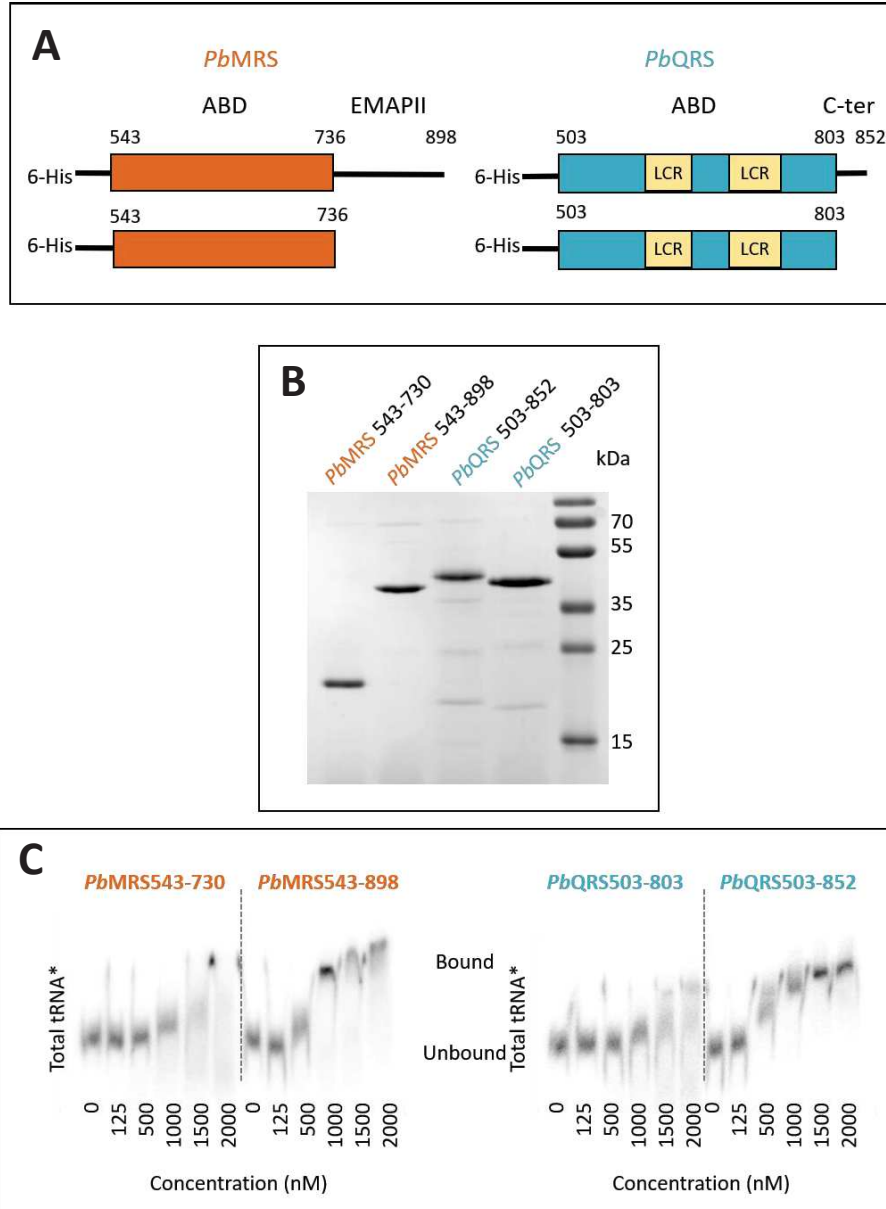 A
PbMRS
PbQRS
ABD EMAPII
ABD C-ter
543 736 898
503 803 852
6-His
6-His LCR LCR
543 736
503 803
6-His
6-His LCR LCR
B
PbMRS 543-730
PbMRS 543-898
PbQRS 503-852
PbQRS 503-803
kDa
70
55
35
25
15
C
PbMRS543-730 PbMRS543-898
PbQRS503-803 PbQRS503-852
Total tRNA*
Bound
Unbound
Total tRNA*
0 125 500 1000 1500 2000 0 125 500 1000 1500 2000
0 125 500 1000 1500 2000 0 125 500 1000 1500 2000
Concentration (nM)
Concentration (nM)